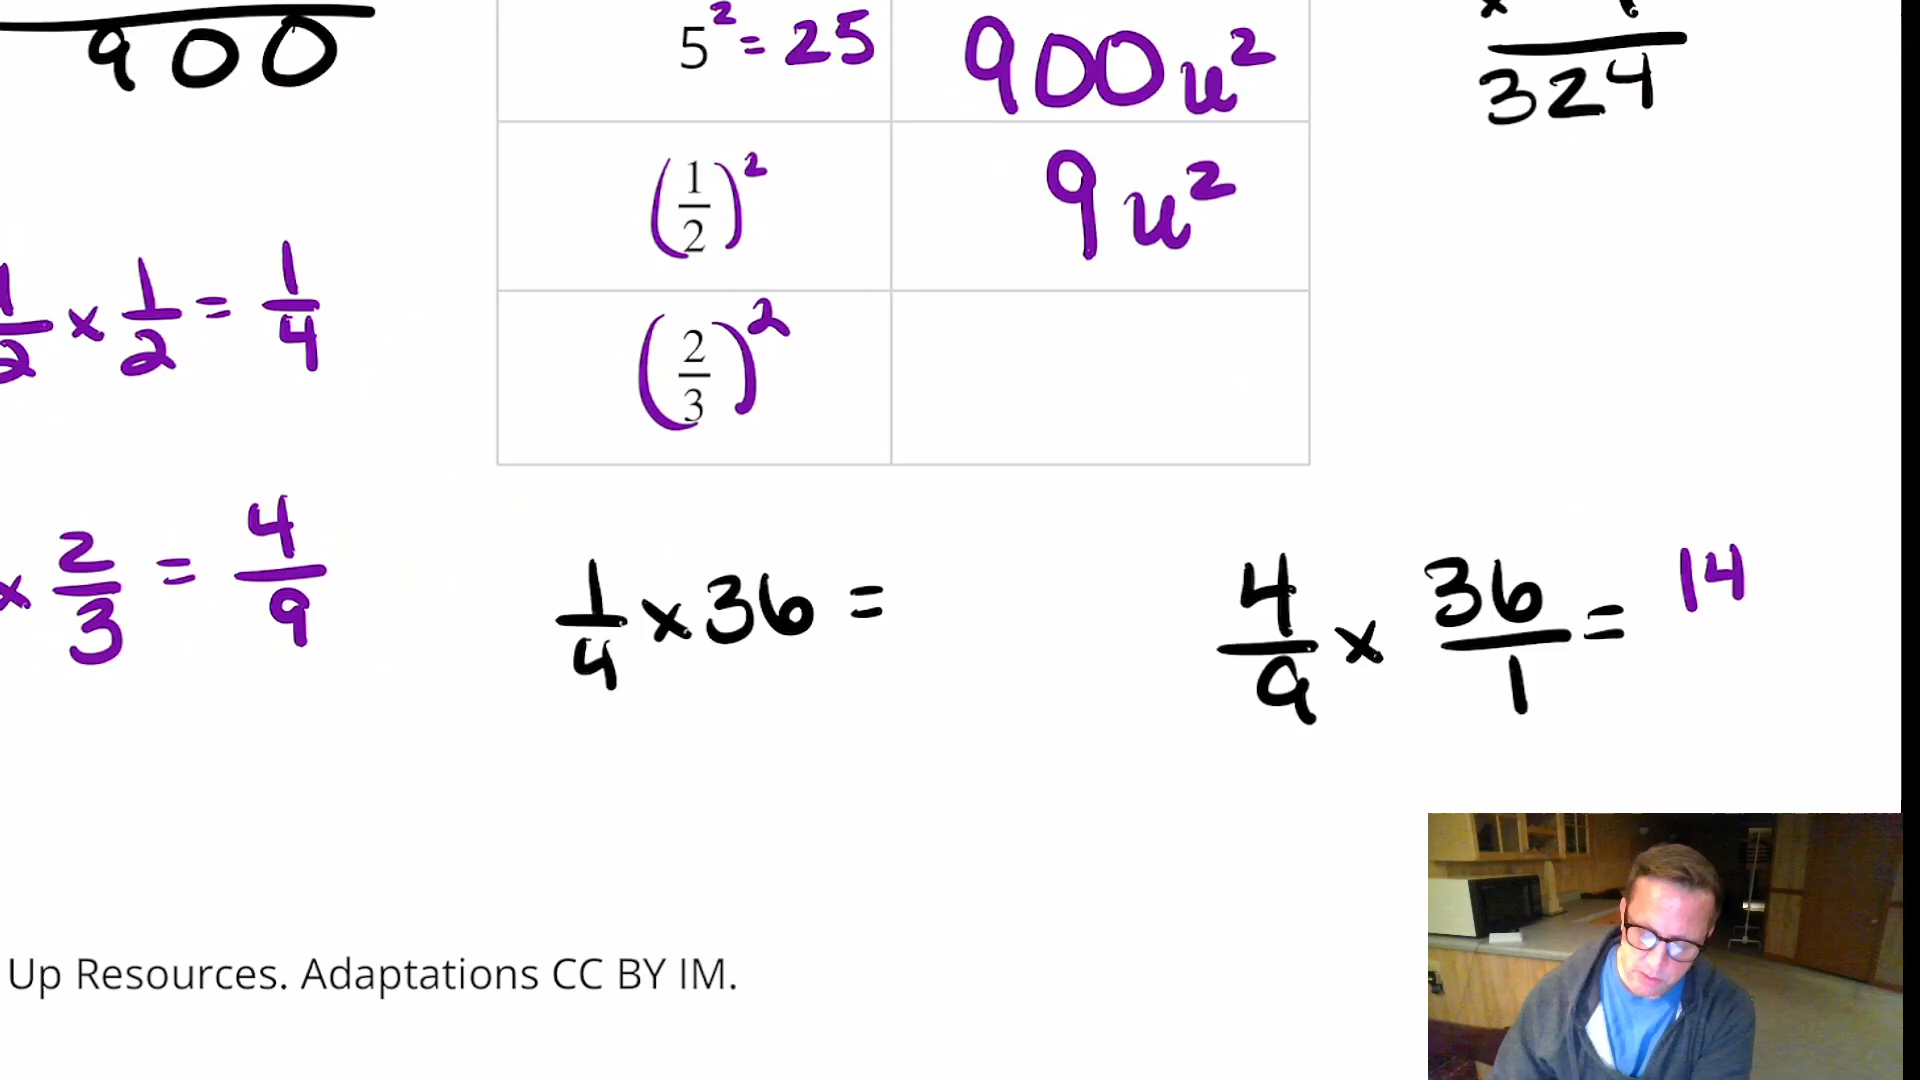 900
5² = 25
900u²
324
(1/2)²
9u²
1/2 × 1/2 = 1/4
(2/3)²
× 2/3 = 4/9
1/4 × 36 =
4/9 × 36/1 = 14
Up Resources. Adaptations CC BY IM.